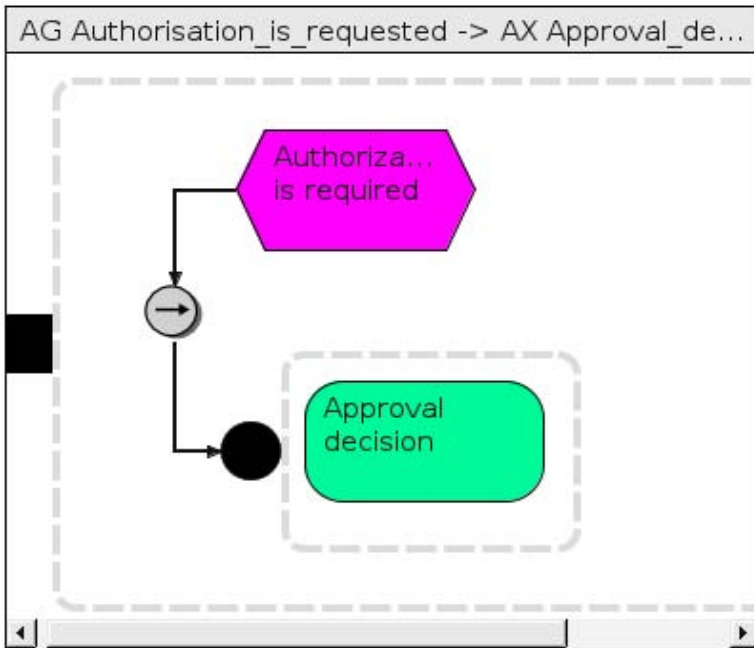 AG Authorisation_is_requested -> AX Approval_de...
Authoriza...
is required
Approval
decision